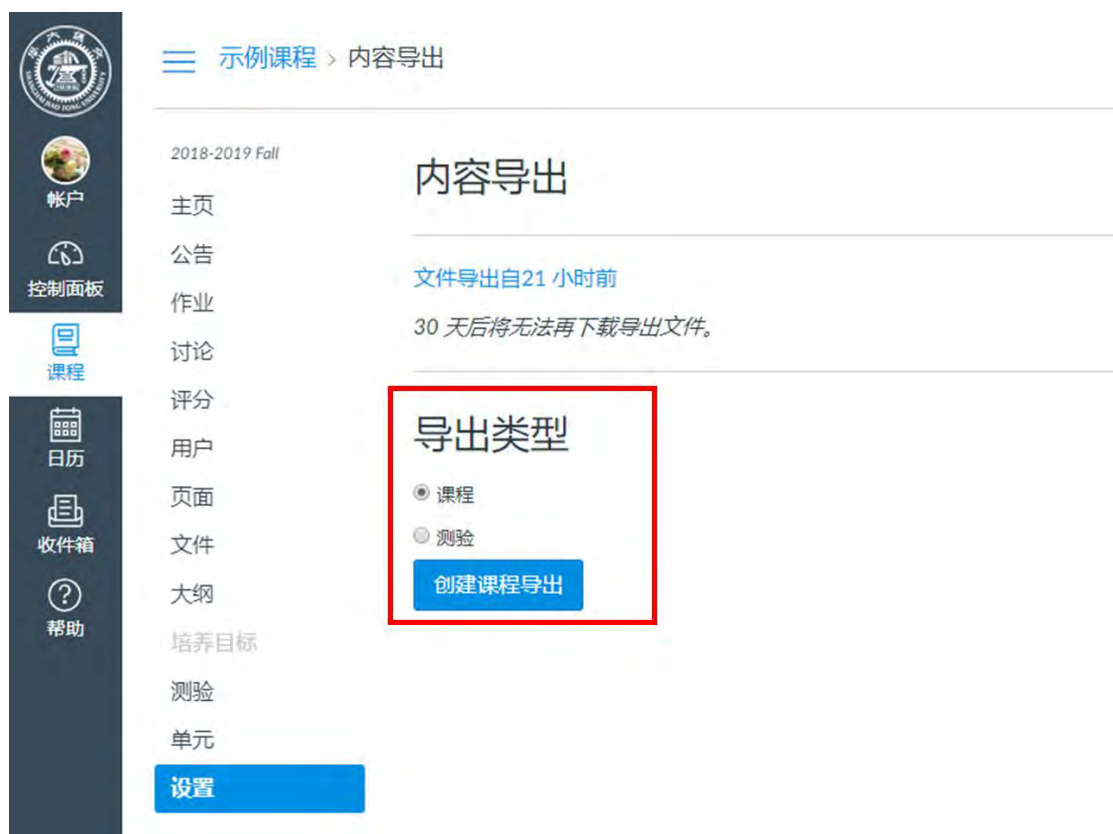 示例课程 > 内容导出
帐户
控制面板
课程
日历
收件箱
帮助
2018-2019 Fall
主页
公告
作业
讨论
评分
用户
页面
文件
大纲
培养目标
测验
单元
设置
内容导出
文件导出自21 小时前
30 天后将无法再下载导出文件。
导出类型
课程
测验
创建课程导出